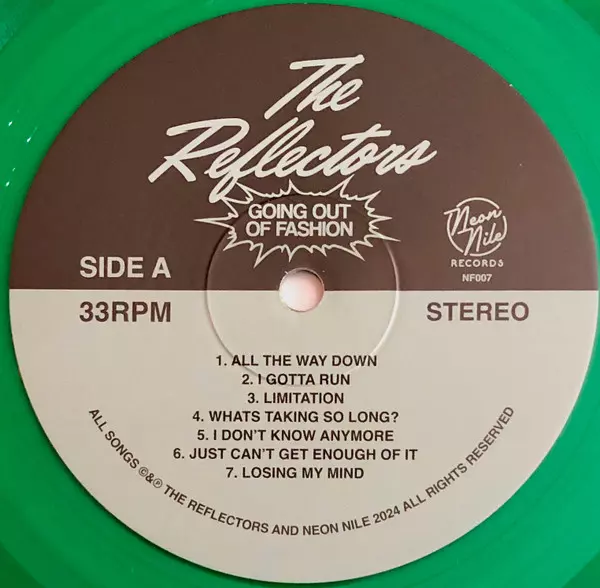 The
Reflectors
GOING OUT
OF FASHION
SIDE A
Neon
Nile
RECORDS
NF007
33RPM
STEREO
1. ALL THE WAY DOWN
2. I GOTTA RUN
3. LIMITATION
4. WHATS TAKING SO LONG?
5. I DON'T KNOW ANYMORE
6. JUST CAN'T GET ENOUGH OF IT
7. LOSING MY MIND
ALL SONGS ©&℗ THE REFLECTORS AND NEON NILE 2024 ALL RIGHTS RESERVED